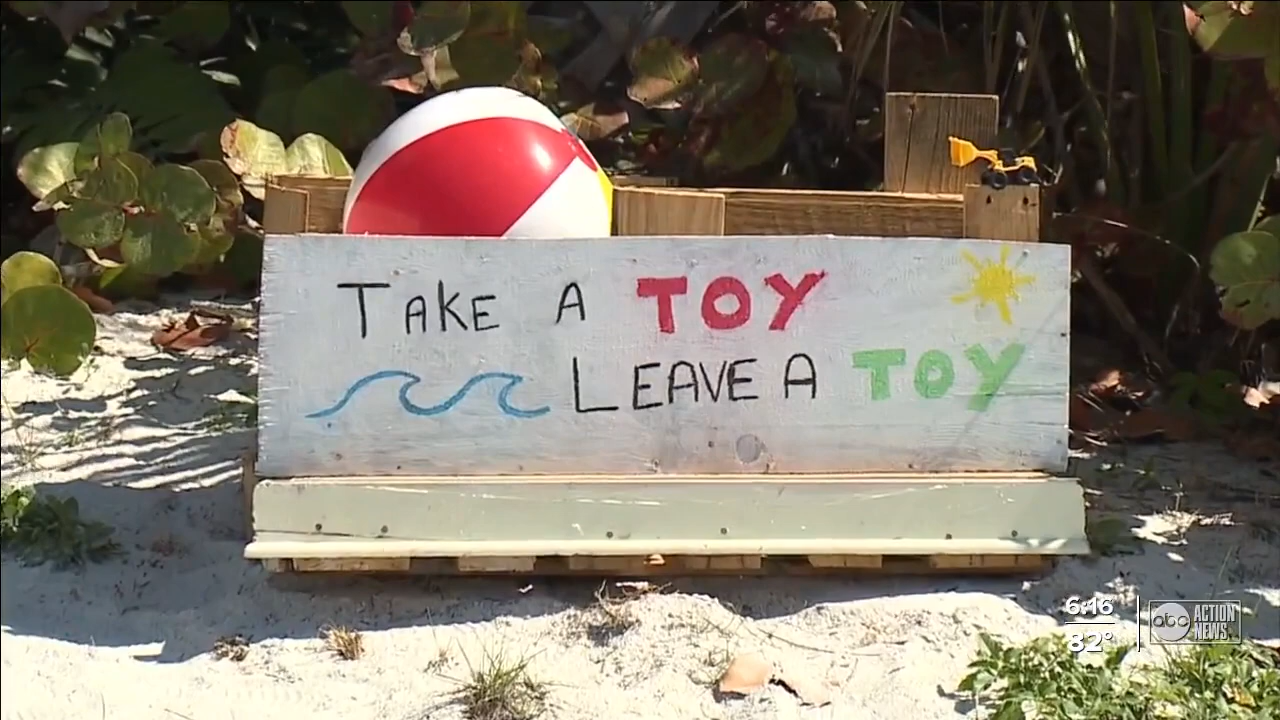 TAKE A TOY
LEAVE A TOY
6:16
82°
abc ACTION NEWS